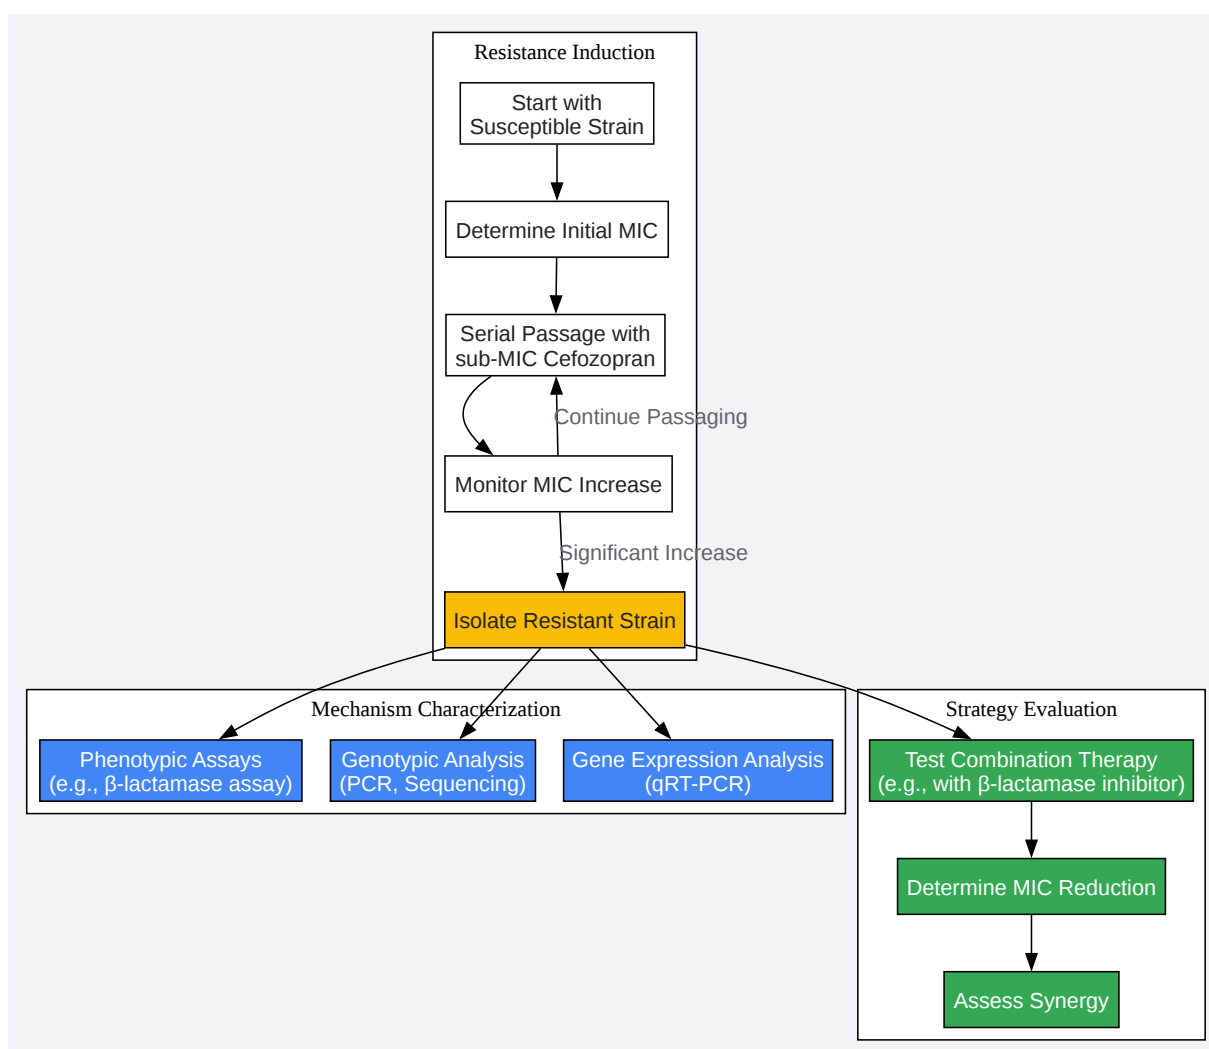 Resistance Induction
Start with
Susceptible Strain
Determine Initial MIC
Serial Passage with
sub-MIC Cefozopran
Continue Passaging
Monitor MIC Increase
Significant Increase
Isolate Resistant Strain
Mechanism Characterization
Phenotypic Assays
(e.g., β-lactamase assay)
Genotypic Analysis
(PCR, Sequencing)
Gene Expression Analysis
(qRT-PCR)
Strategy Evaluation
Test Combination Therapy
(e.g., with β-lactamase inhibitor)
Determine MIC Reduction
Assess Synergy